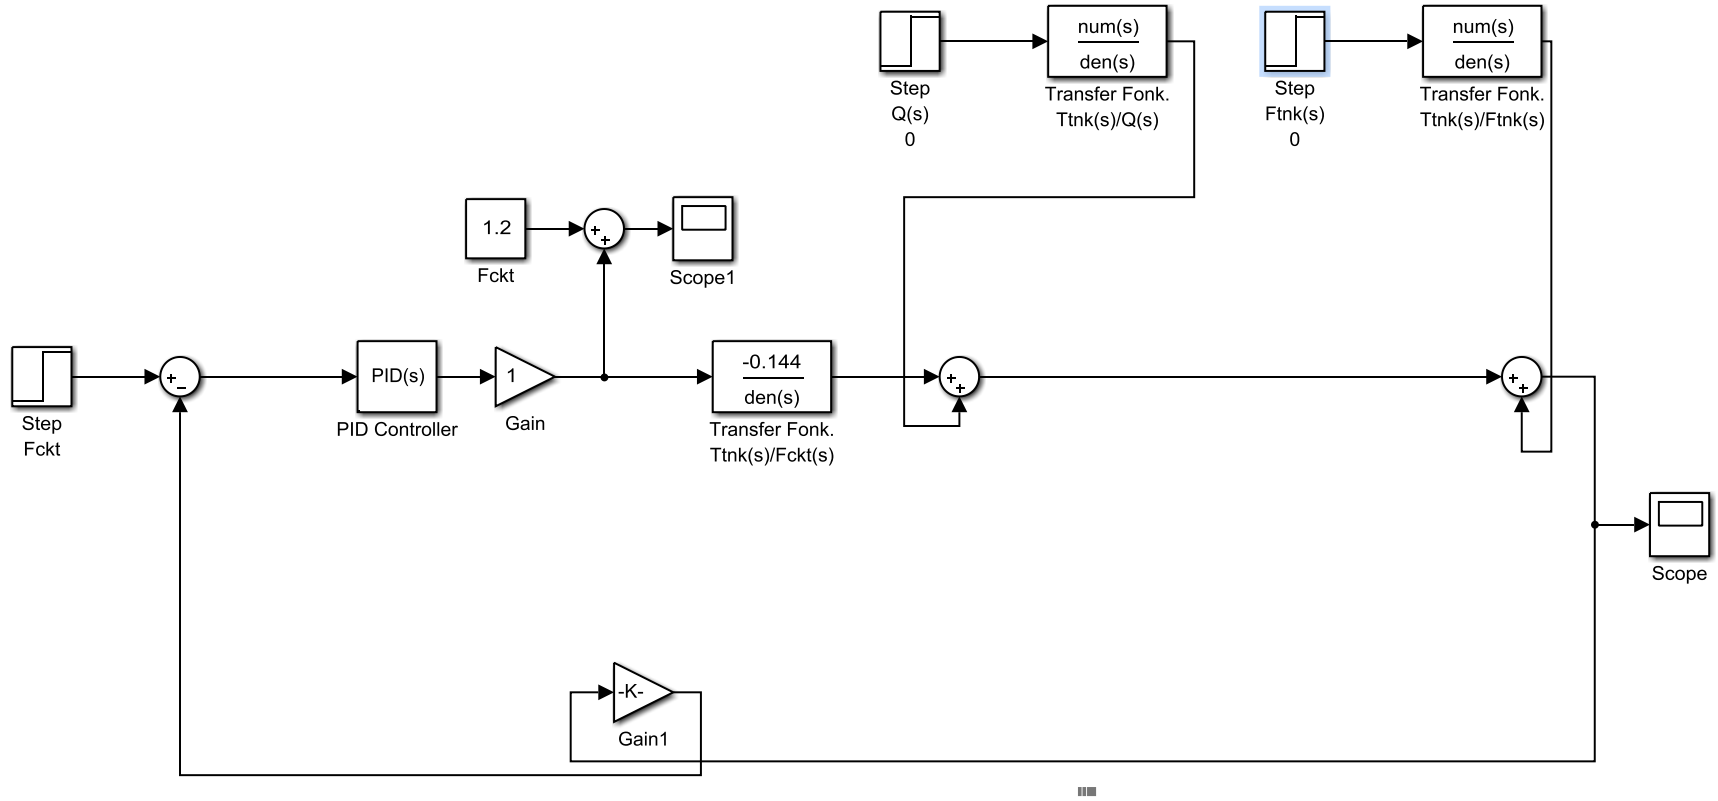 num(s)
den(s)
Step
Q(s)
0
Transfer Fonk.
Ttnk(s)/Q(s)
num(s)
den(s)
Step
Ftnk(s)
0
Transfer Fonk.
Ttnk(s)/Ftnk(s)
1.2
Fckt
+
+
Scope1
Step
Fckt
+
−
PID(s)
PID Controller
1
Gain
-0.144
den(s)
Transfer Fonk.
Ttnk(s)/Fckt(s)
+
+
+
+
Scope
-K-
Gain1